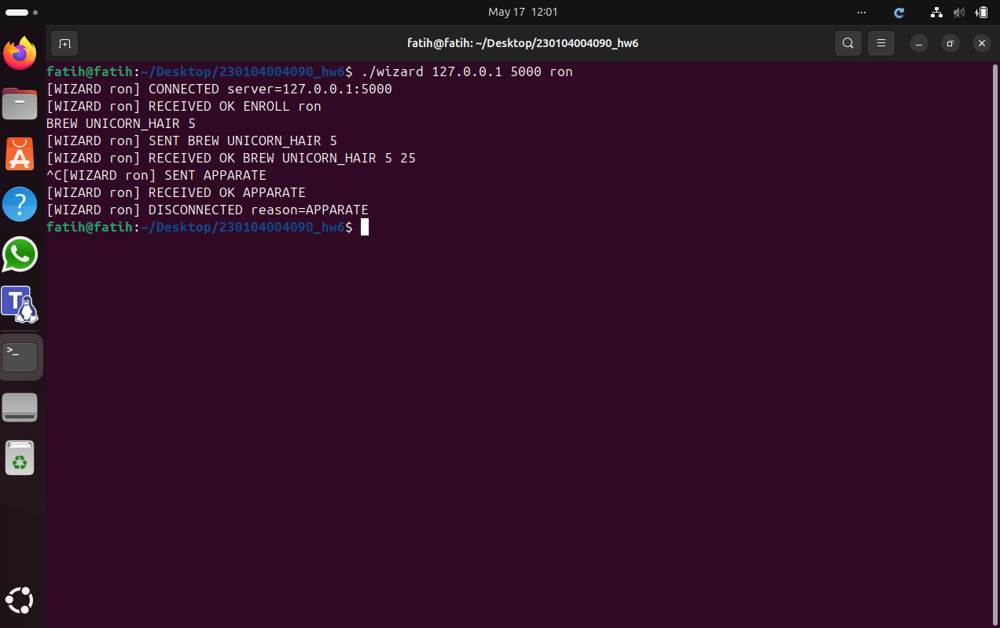 May 17 12:01
fatih@fatih: ~/Desktop/230104004090_hw6
fatih@fatih:~/Desktop/230104004090_hw6$ ./wizard 127.0.0.1 5000 ron
[WIZARD ron] CONNECTED server=127.0.0.1:5000
[WIZARD ron] RECEIVED OK ENROLL ron
BREW UNICORN_HAIR 5
[WIZARD ron] SENT BREW UNICORN_HAIR 5
[WIZARD ron] RECEIVED OK BREW UNICORN_HAIR 5 25
^C[WIZARD ron] SENT APPARATE
[WIZARD ron] RECEIVED OK APPARATE
[WIZARD ron] DISCONNECTED reason=APPARATE
fatih@fatih:~/Desktop/230104004090_hw6$